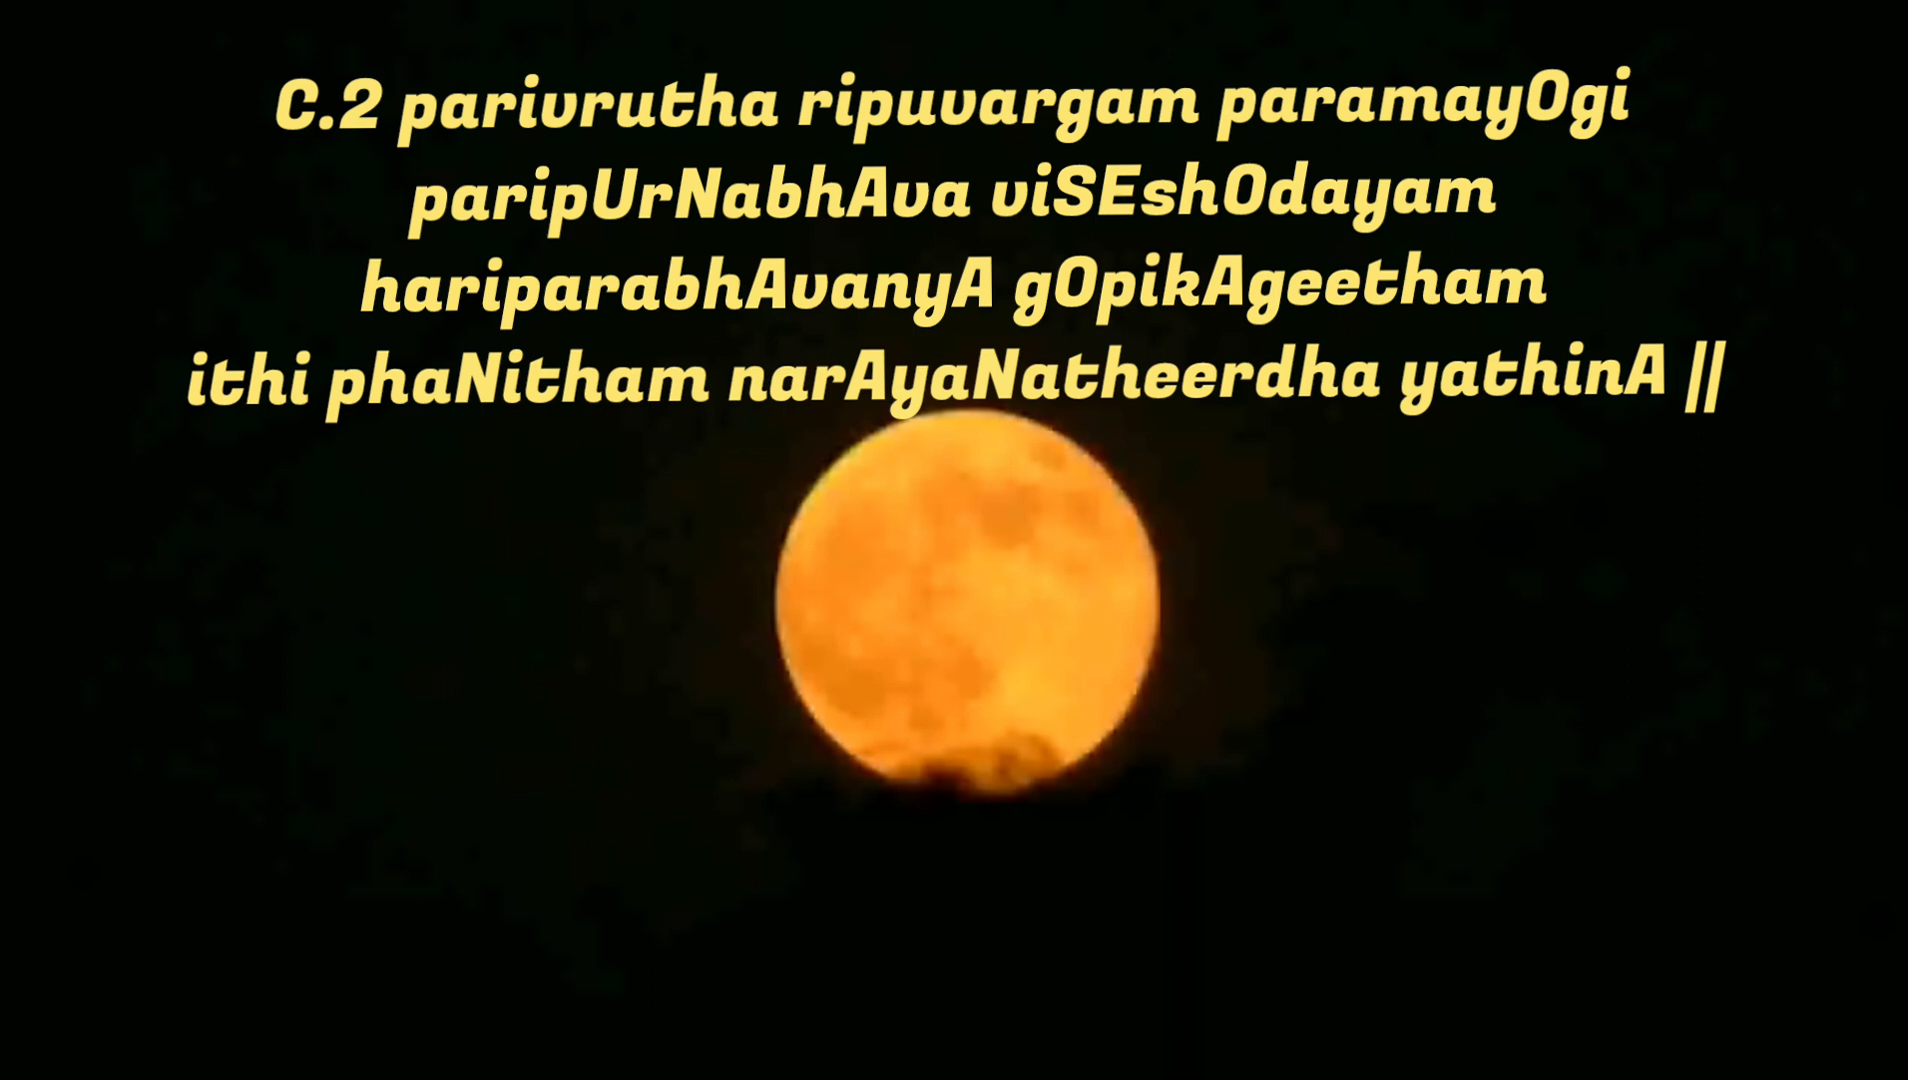 C.2 parivrutha ripuvargam paramayOgi
paripUrNabhAva viSEshOdayam
hariparabhAvanyA gOpikAgeetham
ithi phaNitham narAyaNatheerdha yathinA ||